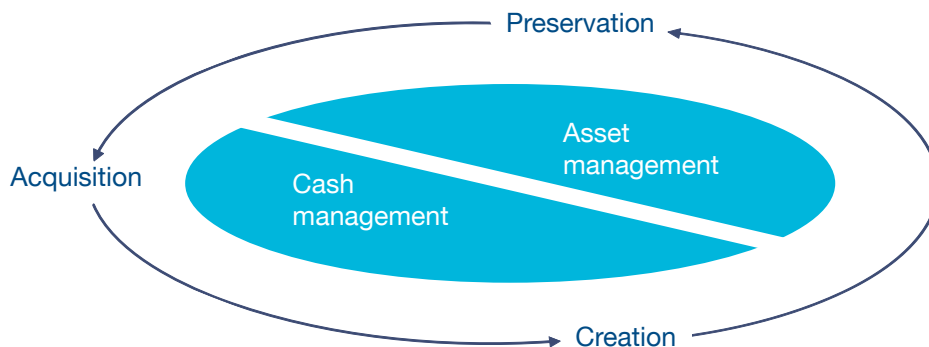 Preservation
Asset
management
Acquisition
Cash
management
Creation